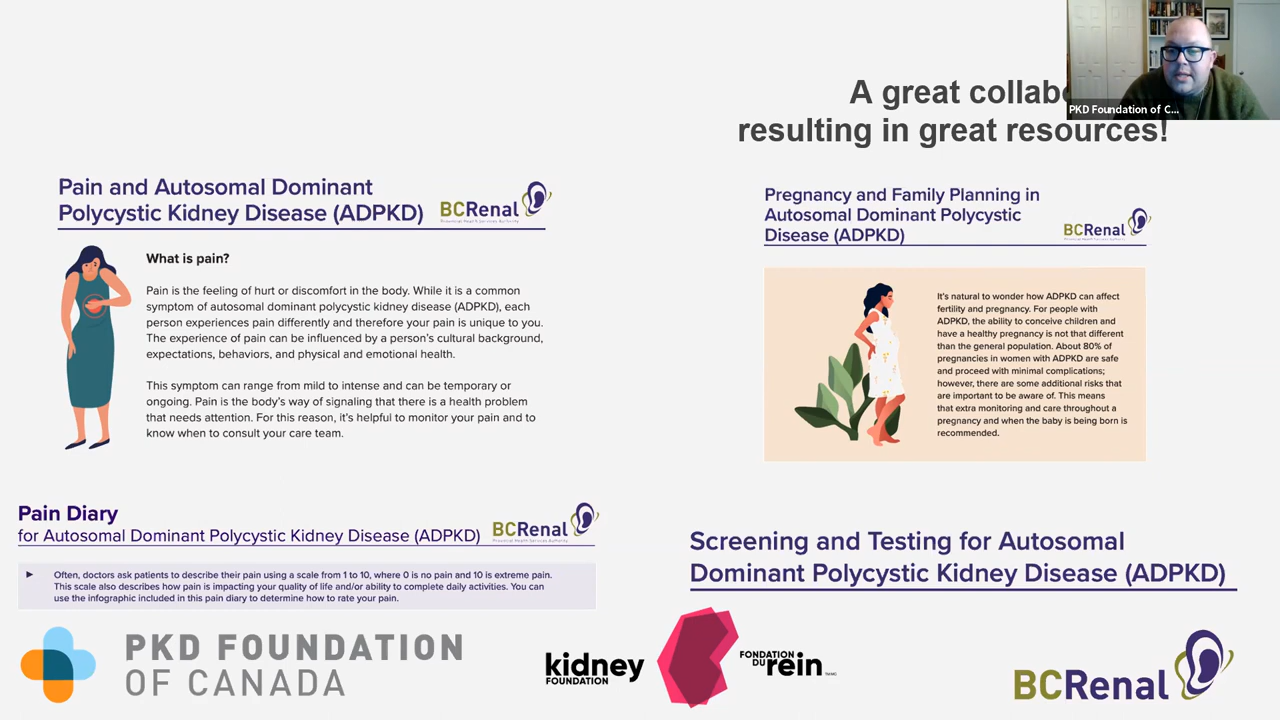 A great collabo
resulting in great resources!
PKD Foundation of C...
Pain and Autosomal Dominant
Polycystic Kidney Disease (ADPKD)
BCRenal
Provincial Health Services Authority
What is pain?
Pain is the feeling of hurt or discomfort in the body. While it is a common
symptom of autosomal dominant polycystic kidney disease (ADPKD), each
person experiences pain differently and therefore your pain is unique to you.
The experience of pain can be influenced by a person's cultural background,
expectations, behaviors, and physical and emotional health.
This symptom can range from mild to intense and can be temporary or
ongoing. Pain is the body's way of signaling that there is a health problem
that needs attention. For this reason, it's helpful to monitor your pain and to
know when to consult your care team.
Pregnancy and Family Planning in
Autosomal Dominant Polycystic
Disease (ADPKD)
BCRenal
Provincial Health Services Authority
It's natural to wonder how ADPKD can affect
fertility and pregnancy. For people with
ADPKD, the ability to conceive children and
have a healthy pregnancy is not that different
than the general population. About 80% of
pregnancies in women with ADPKD are safe
and proceed with minimal complications;
however, there are some additional risks that
are important to be aware of. This means
that extra monitoring and care throughout a
pregnancy and when the baby is being born is
recommended.
Pain Diary
for Autosomal Dominant Polycystic Kidney Disease (ADPKD)
BCRenal
Provincial Health Services Authority
Often, doctors ask patients to describe their pain using a scale from 1 to 10, where 0 is no pain and 10 is extreme pain.
This scale also describes how pain is impacting your quality of life and/or ability to complete daily activities. You can
use the infographic included in this pain diary to determine how to rate your pain.
Screening and Testing for Autosomal
Dominant Polycystic Kidney Disease (ADPKD)
PKD FOUNDATION
OF CANADA
kidney
FOUNDATION
FONDATION
DU rein
BCRenal